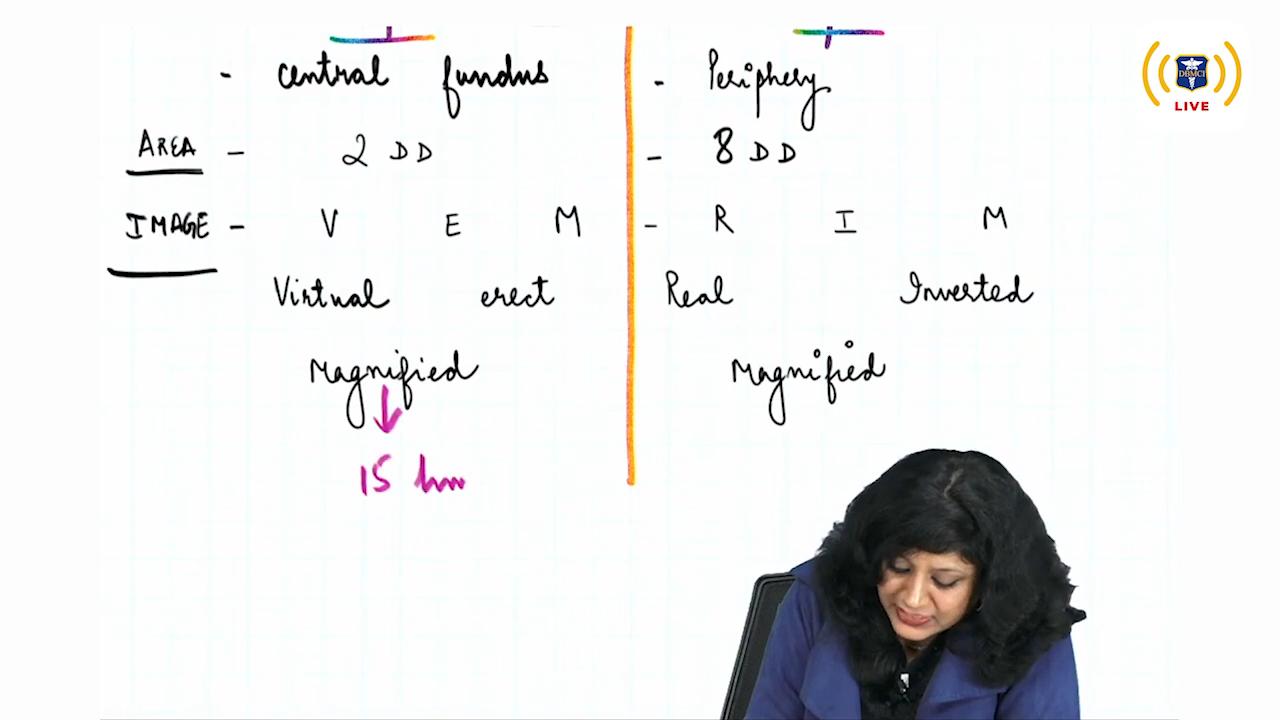 - Central fundus - Periphery
AREA - 2 DD - 8 DD
IMAGE - V E M - R I M
Virtual erect Real Inverted
Magnified Magnified
↓
15
DBMCI
LIVE